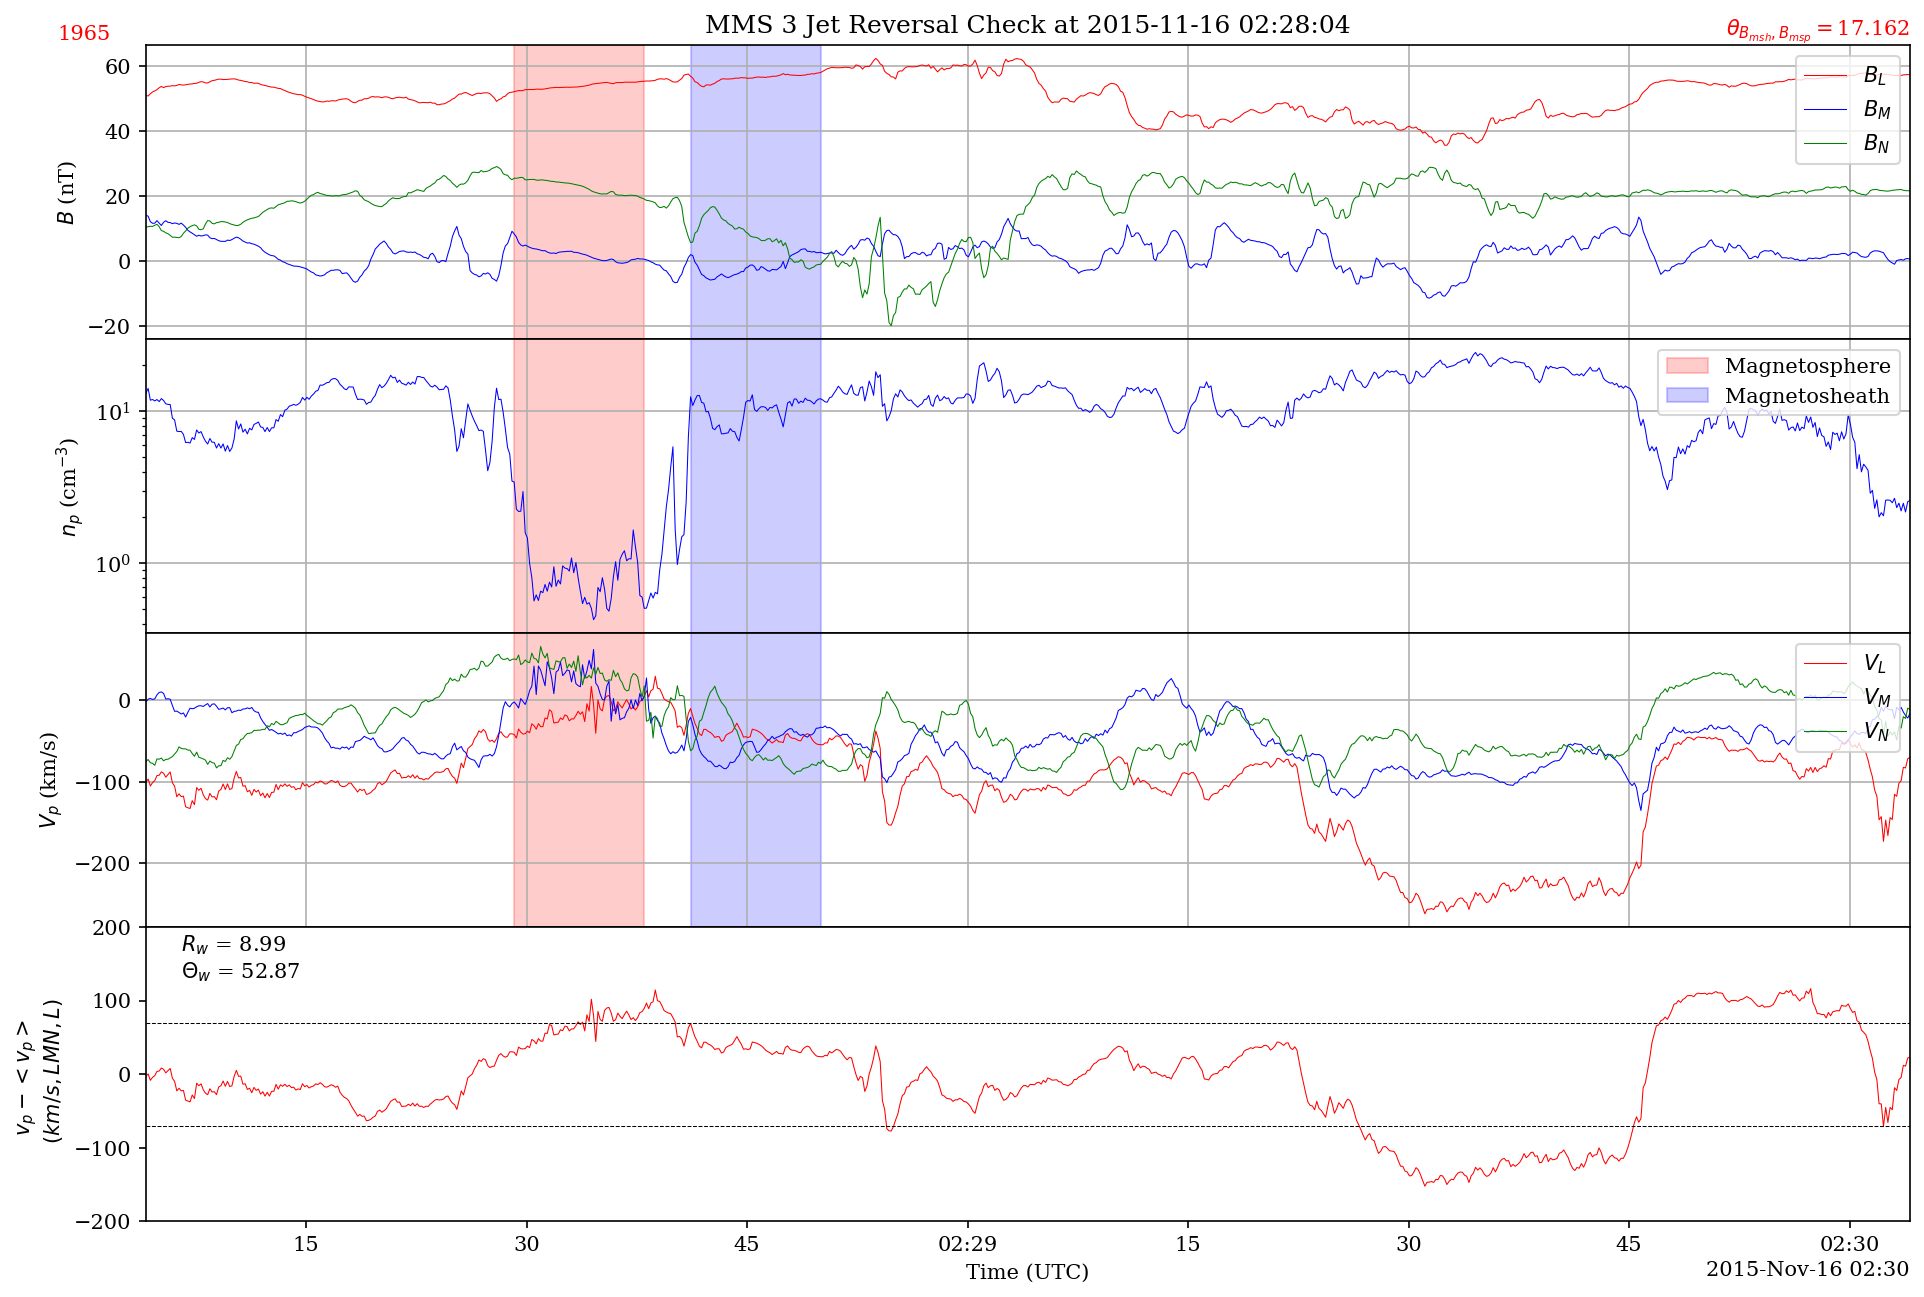 MMS 3 Jet Reversal Check at 2015-11-16 02:28:04
1965
θ_{B_{msh}, B_{msp}} = 17.162
B (nT)
60
40
20
0
−20
B_L
B_M
B_N
n_p (cm^{−3})
10^1
10^0
Magnetosphere
Magnetosheath
V_p (km/s)
0
−100
−200
V_L
V_M
V_N
v_p − < v_p >
(km/s, LMN, L)
200
100
0
−100
−200
R_w = 8.99
Θ_w = 52.87
15 30 45 02:29 15 30 45 02:30
Time (UTC)
2015-Nov-16 02:30